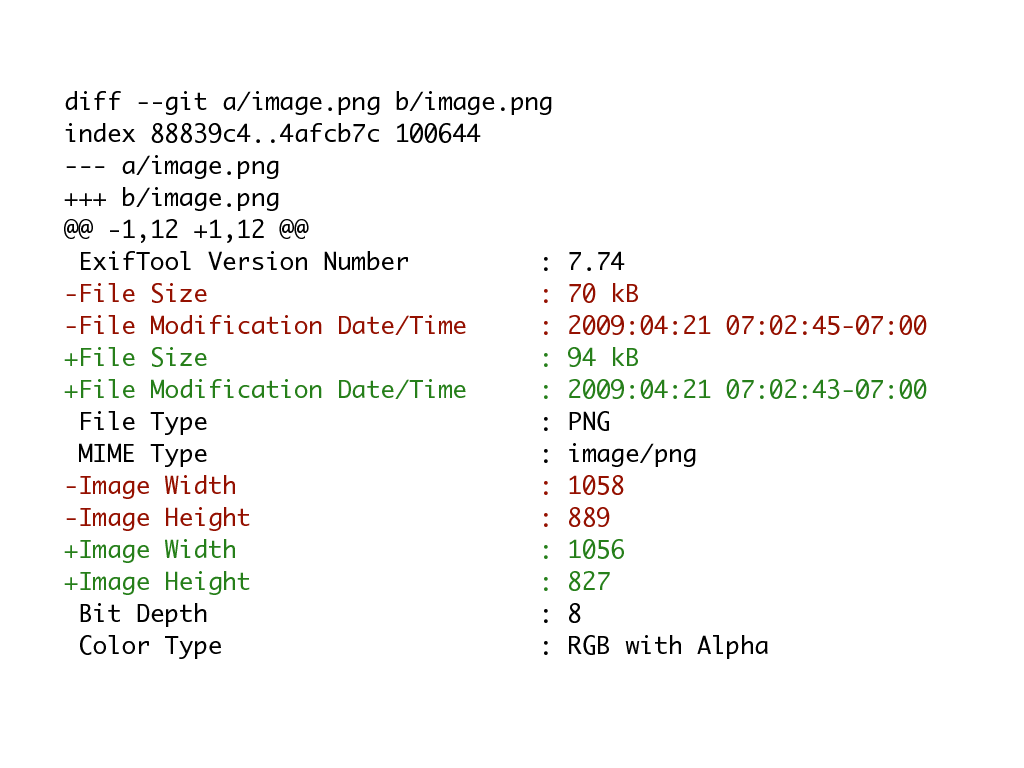 diff --git a/image.png b/image.png
index 88839c4..4afcb7c 100644
--- a/image.png
+++ b/image.png
@@ -1,12 +1,12 @@
 ExifTool Version Number         : 7.74
-File Size                       : 70 kB
-File Modification Date/Time     : 2009:04:21 07:02:45-07:00
+File Size                       : 94 kB
+File Modification Date/Time     : 2009:04:21 07:02:43-07:00
 File Type                       : PNG
 MIME Type                       : image/png
-Image Width                     : 1058
-Image Height                    : 889
+Image Width                     : 1056
+Image Height                    : 827
 Bit Depth                       : 8
 Color Type                      : RGB with Alpha